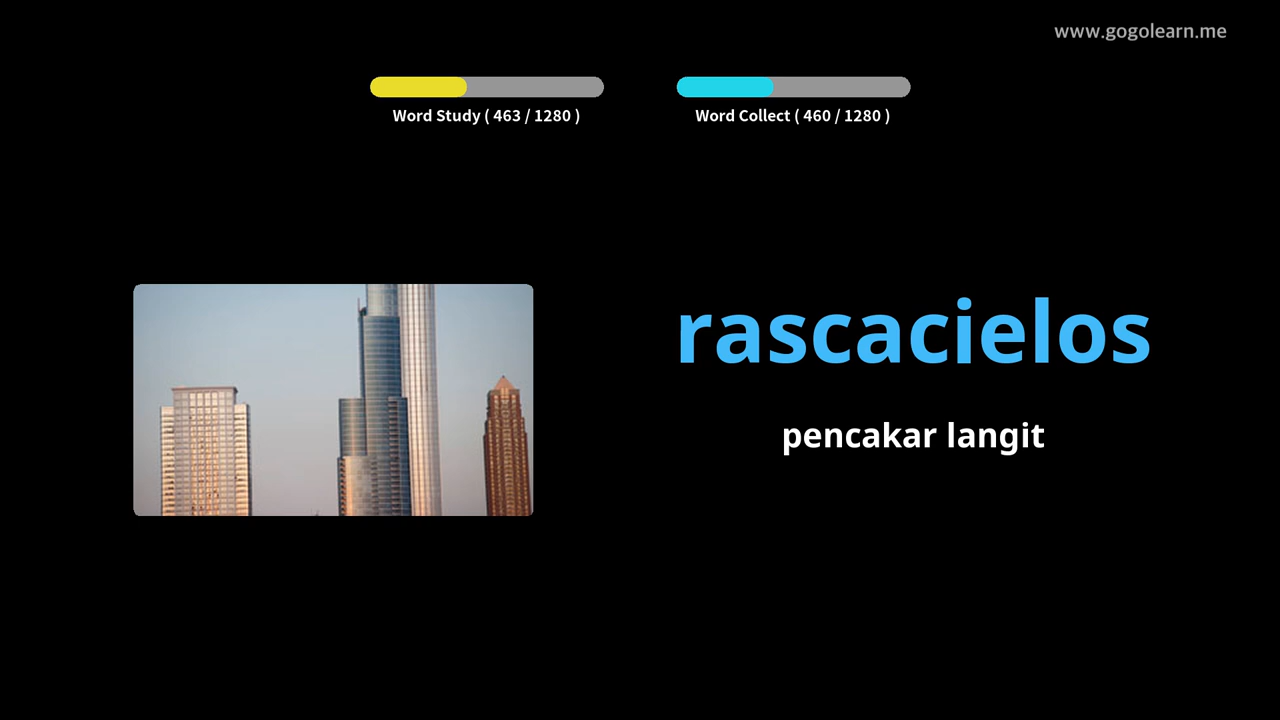 www.gogolearn.me
Word Study ( 463 / 1280 )
Word Collect ( 460 / 1280 )
rascacielos
pencakar langit